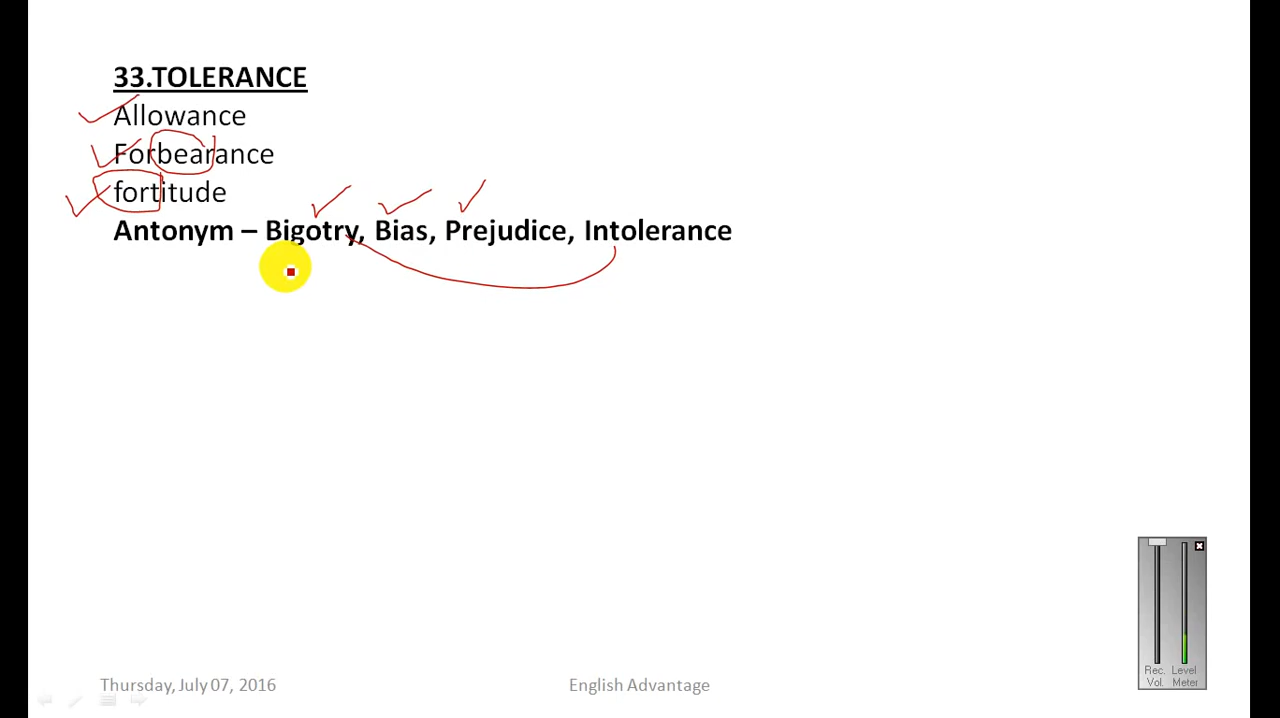 33.TOLERANCE
Allowance
Forbearance
fortitude
Antonym – Bigotry, Bias, Prejudice, Intolerance
Rec. Level
Vol. Meter
Thursday, July 07, 2016 English Advantage